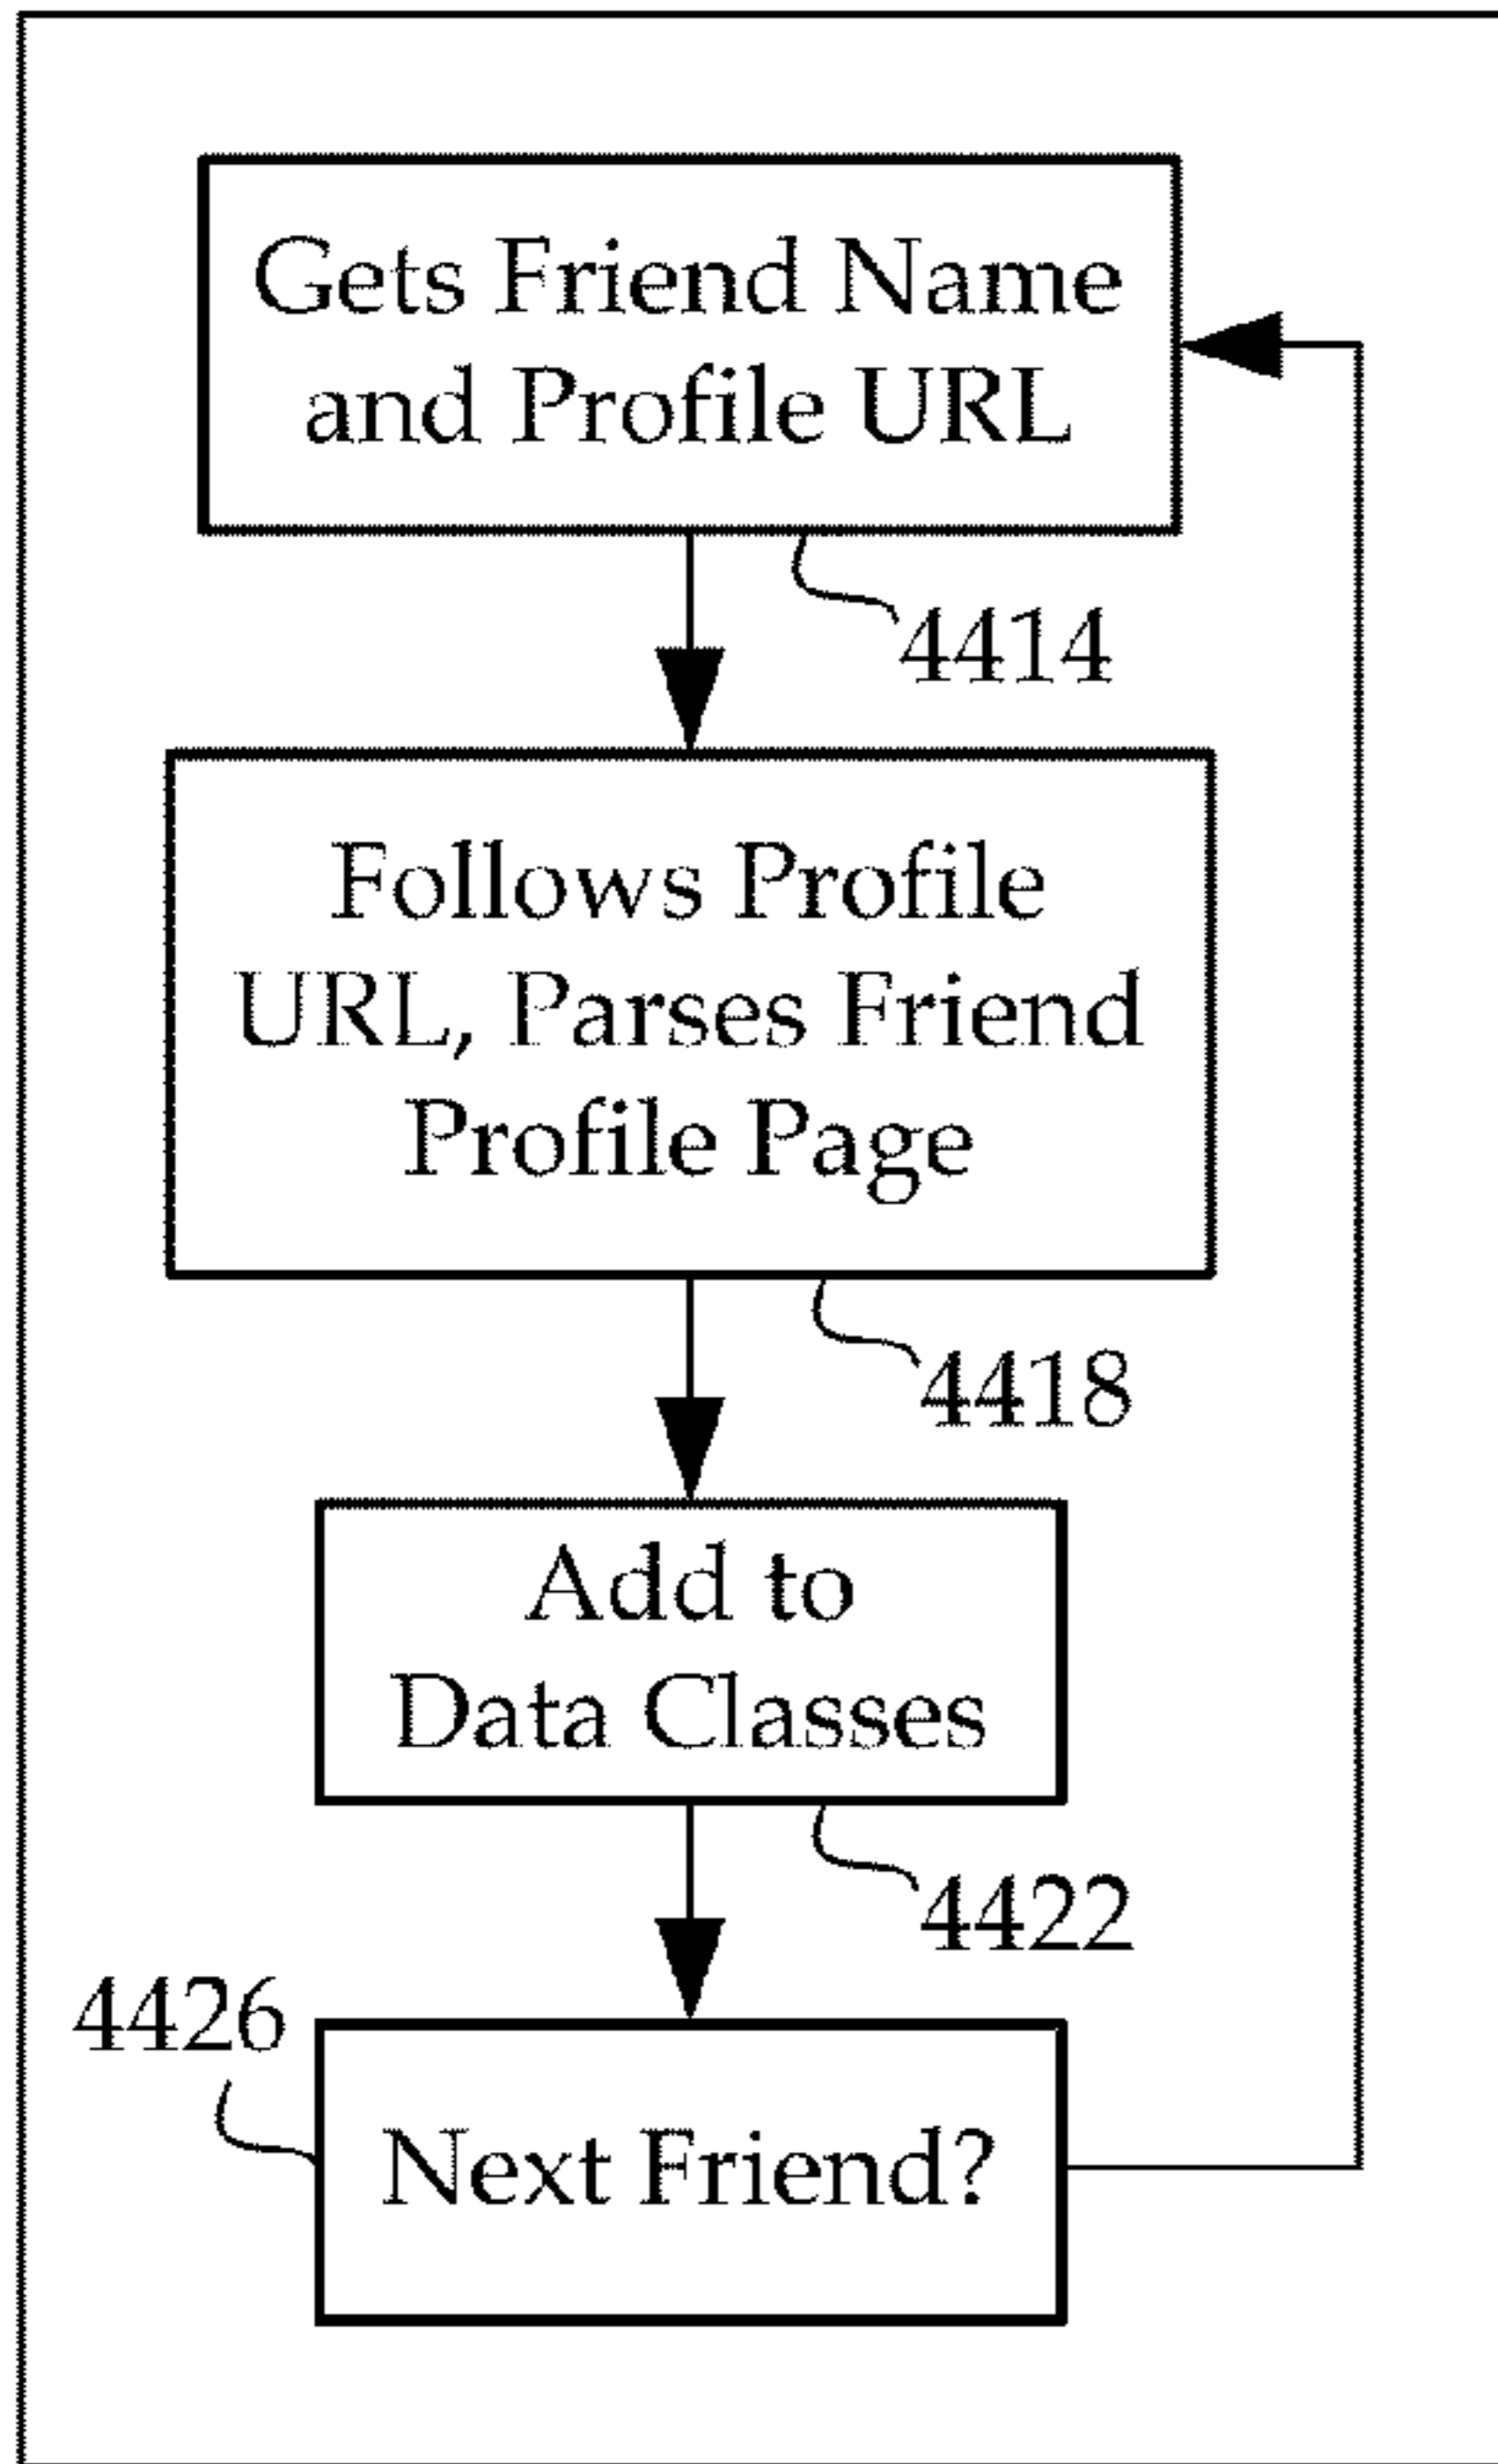 Gets Friend Name
and Profile URL
4414
Follows Profile
URL, Parses Friend
Profile Page
4418
Add to
Data Classes
4422
4426
Next Friend?